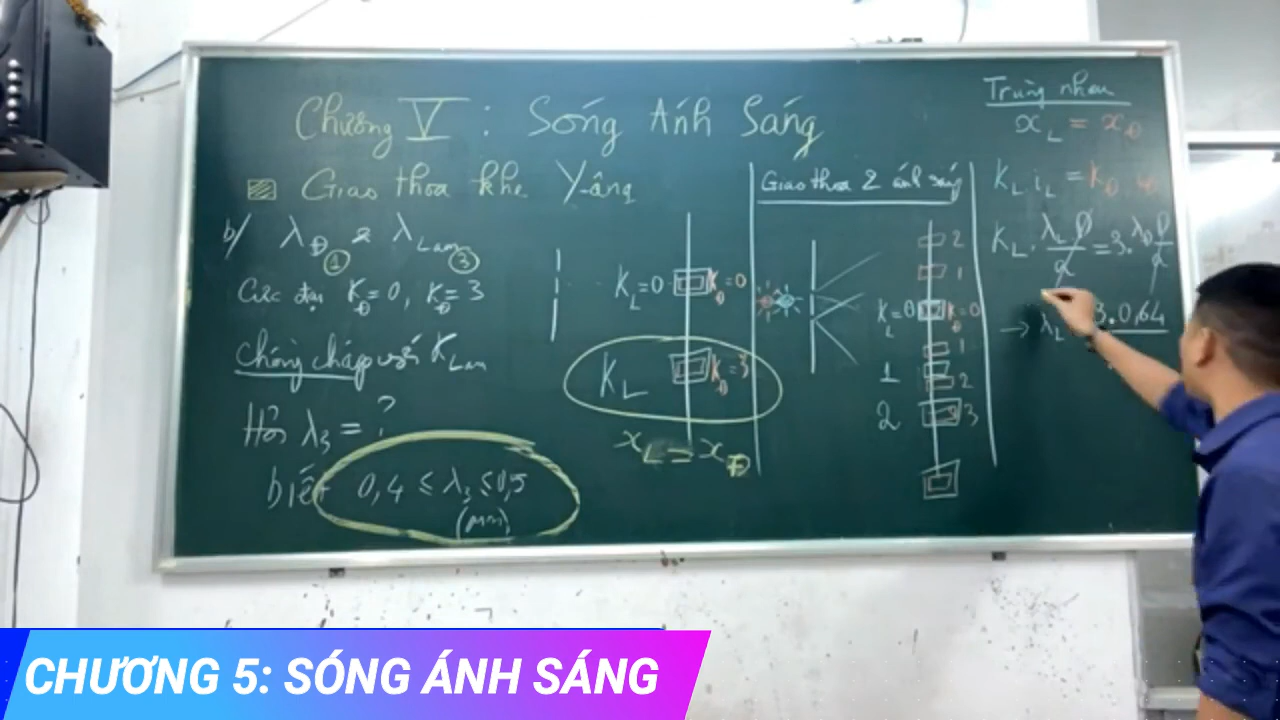 Chương V : Sóng Ánh Sáng
Giao thoa khe Yâng
b/ λĐ & λLam
① ③
Cực đại KĐ = 0, KĐ = 3
Chồng chập với KLam
Hỏi λ₃ = ?
biết 0,4 ≤ λ₃ ≤ 0,5
(μm)
KL = 0 KĐ = 0
KL KĐ = 3
xL = xĐ
Giao thoa 2 ánh sáng
2
1
KL = 0 KĐ = 0
1
1 2
2 3
Trùng nhau
xL = xĐ
KL iL = KĐ
KL . λL D/a = 3 . λĐ D/a
→ λL 3.0,64
CHƯƠNG 5: SÓNG ÁNH SÁNG